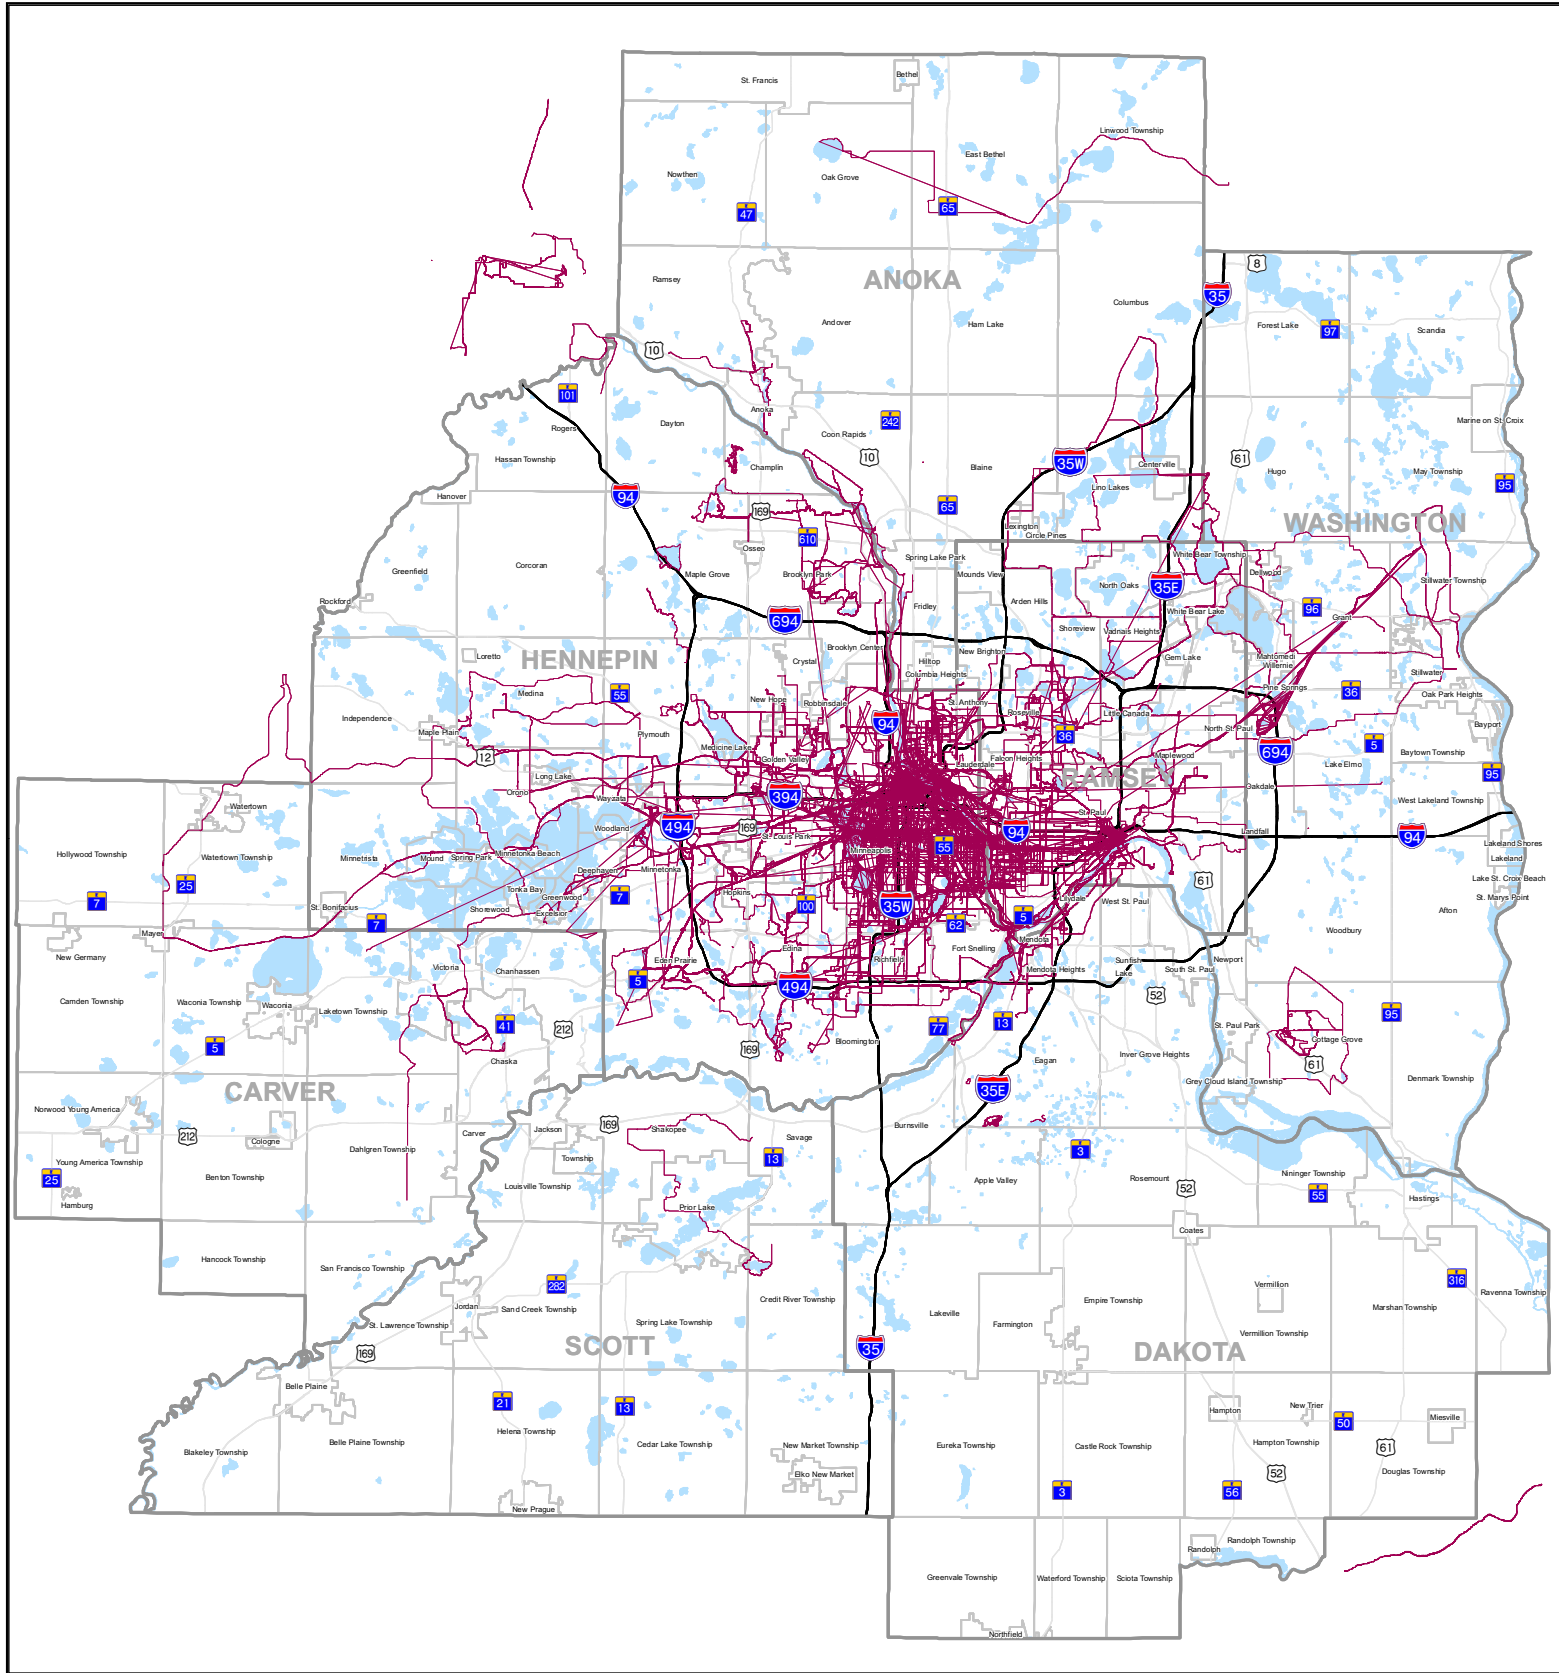 St. Francis
Bethel
Linwood Township
East Bethel
Nowthen
Oak Grove
47
65
8
Ramsey
ANOKA
35
Columbus
Andover
Ham Lake
Forest Lake
97
Scandia
10
101
Anoka
Rogers
Dayton
242
Coon Rapids
Marine on St. Croix
10
Hassan Township
Champlin
Blaine
35W
Centerville
61
Hugo
May Township
94
Hanover
Lino Lakes
95
65
169
Lexington
Circle Pines
WASHINGTON
610
Osseo
Spring Lake Park
White Bear Township
Greenfield
Corcoran
Maple Grove
Brooklyn Park
Mounds View
North Oaks
35E
Dellwood
Stillwater Township
Rockford
Fridley
Arden Hills
White Bear Lake
96
Grant
694
Shoreview
Vadnais Heights
Loretto
HENNEPIN
Brooklyn Center
Crystal
Hilltop
New Brighton
Gem Lake
Mahtomedi
Willernie
Columbia Heights
Stillwater
Medina
55
New Hope
Robbinsdale
St. Anthony
Pine Springs
36
Oak Park Heights
Independence
Roseville
Little Canada
Bayport
Maple Plain
Plymouth
94
36
North St. Paul
Medicine Lake
694
5
Baytown Township
12
Golden Valley
Falcon Heights
Maplewood
Lauderdale
Lake Elmo
Long Lake
RAMSEY
95
Orono
Wayzata
394
Oakdale
West Lakeland Township
Watertown
Woodland
494
169
St. Louis Park
94
St. Paul
Landfall
94
Lakeland Shores
Hollywood Township
Watertown Township
Minnetrista
Mound
Spring Park
Minnetonka Beach
Minneapolis
55
Lakeland
Deephaven
Minnetonka
25
Tonka Bay
7
Hopkins
61
Lake St. Croix Beach
7
Greenwood
100
35W
Lilydale
West St. Paul
St. Marys Point
St. Bonifacius
Shorewood
Excelsior
5
Afton
7
62
Mayer
Woodbury
Edina
Fort Snelling
Mendota
New Germany
Victoria
Chanhassen
Eden Prairie
Richfield
Mendota Heights
Sunfish
Lake
South St. Paul
Newport
5
494
Camden Township
Waconia Township
Waconia
Laketown Township
52
41
212
77
13
St. Paul Park
95
5
169
Bloomington
Cottage Grove
Chaska
Eagan
Inver Grove Heights
61
CARVER
35E
Grey Cloud Island Township
Denmark Township
Norwood Young America
212
Cologne
Carver
Jackson
Township
169
Shakopee
Savage
Burnsville
Dahlgren Township
13
3
Young America Township
25
Benton Township
Louisville Township
Apple Valley
Rosemount
52
Nininger Township
55
Hastings
Hamburg
Prior Lake
Coates
Hancock Township
San Francisco Township
282
Vermillion
316
Ravenna Township
Jordan
Sand Creek Township
Credit River Township
Empire Township
Marshan Township
St. Lawrence Township
Spring Lake Township
Lakeville
Farmington
Vermillion Township
169
SCOTT
35
DAKOTA
Belle Plaine
21
13
Hampton
New Trier
50
Miesville
Helena Township
Blakeley Township
Belle Plaine Township
Cedar Lake Township
New Market Township
Eureka Township
Castle Rock Township
Hampton Township
61
Elko New Market
52
Douglas Township
3
56
New Prague
Randolph
Randolph Township
Greenvale Township
Waterford Township
Sciota Township
Northfield